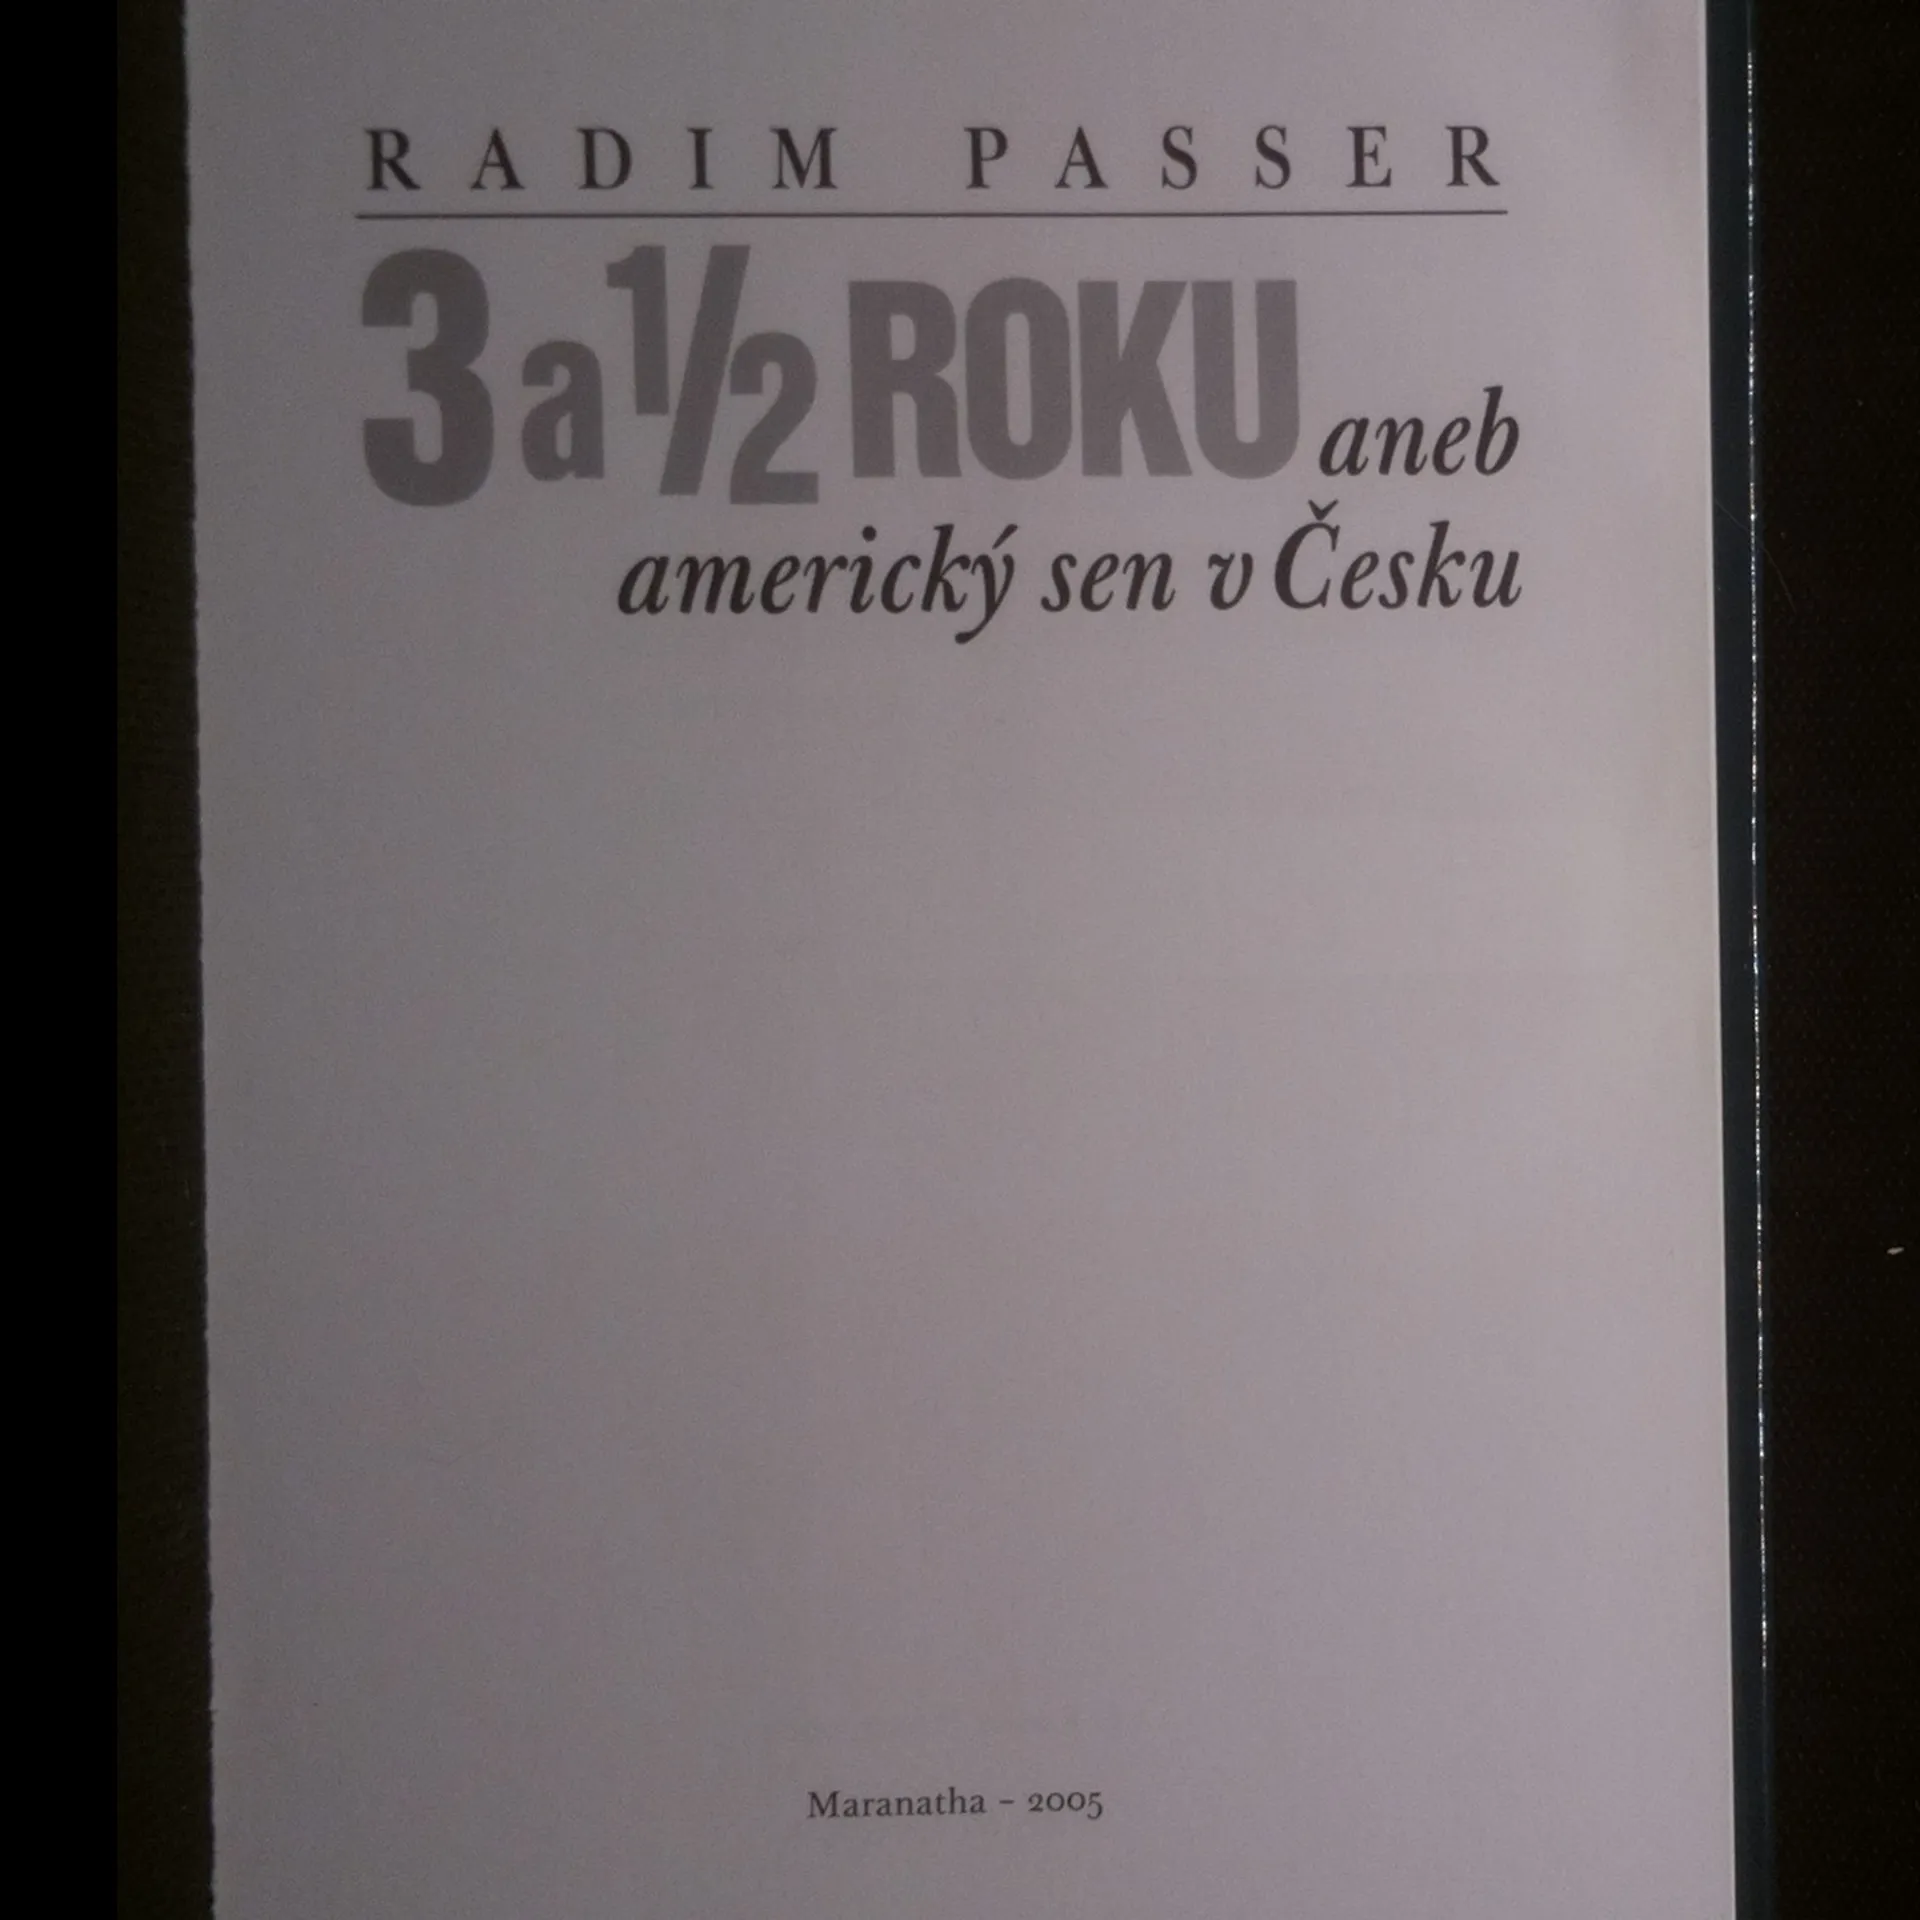 RADIM PASSER
3 a ½ ROKU aneb
americký sen v Česku
Maranatha – 2005